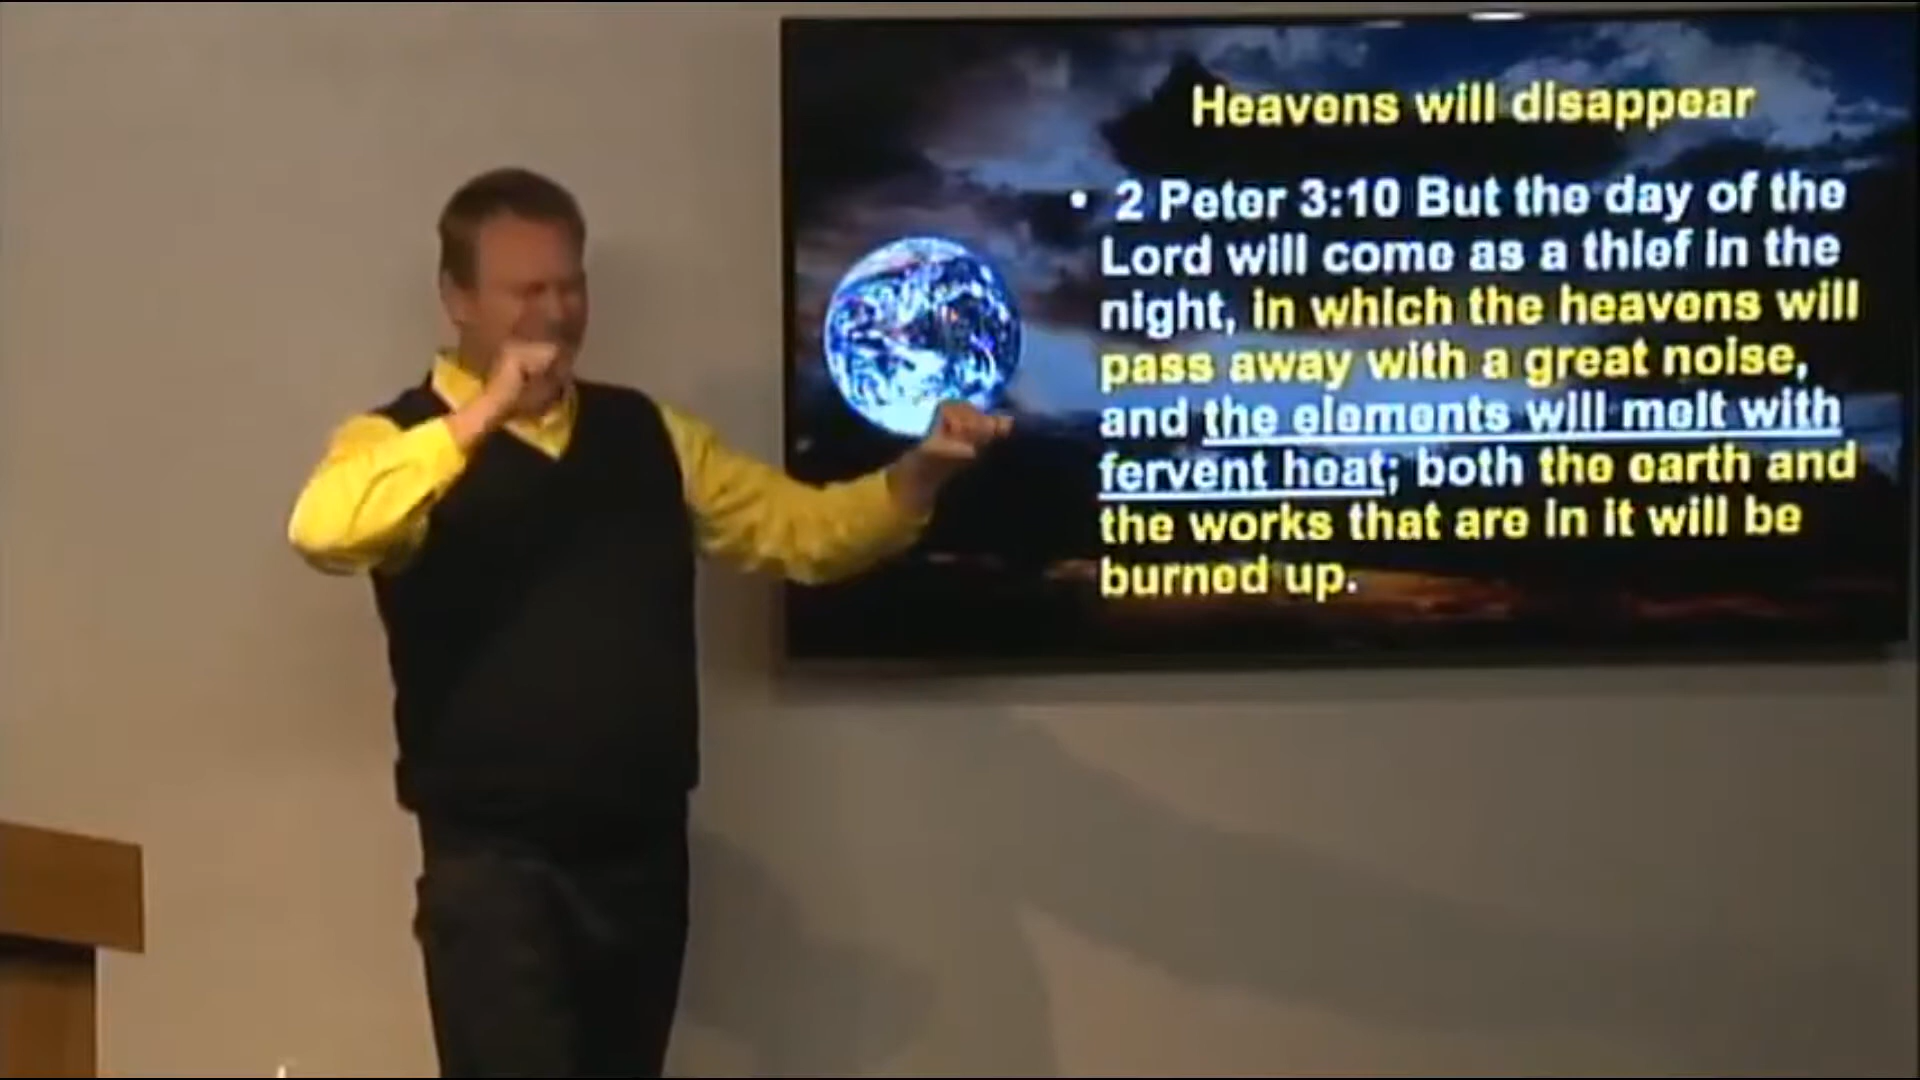 Heavens will disappear
• 2 Peter 3:10 But the day of the
Lord will come as a thief in the
night, in which the heavens will
pass away with a great noise,
and the elements will melt with
fervent heat; both the earth and
the works that are in it will be
burned up.